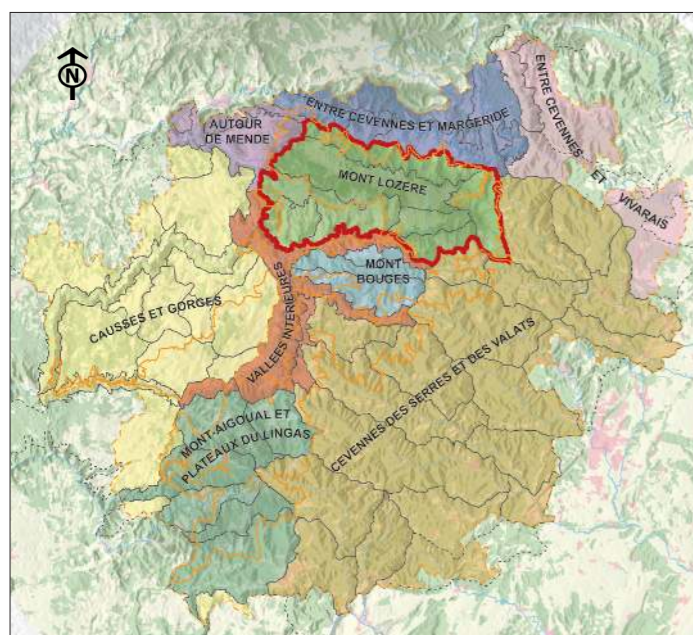 N
ENTRE CEVENNES ET MARGERIDE
ENTRE CEVENNES ET VIVARAIS
AUTOUR
DE MENDE
MONT LOZERE
MONT
BOUGES
CAUSSES ET GORGES
VALLEES INTERIEURES
CEVENNES DES SERRES ET DES VALATS
MONT-AIGOUAL ET
PLATEAUX DU LINGAS